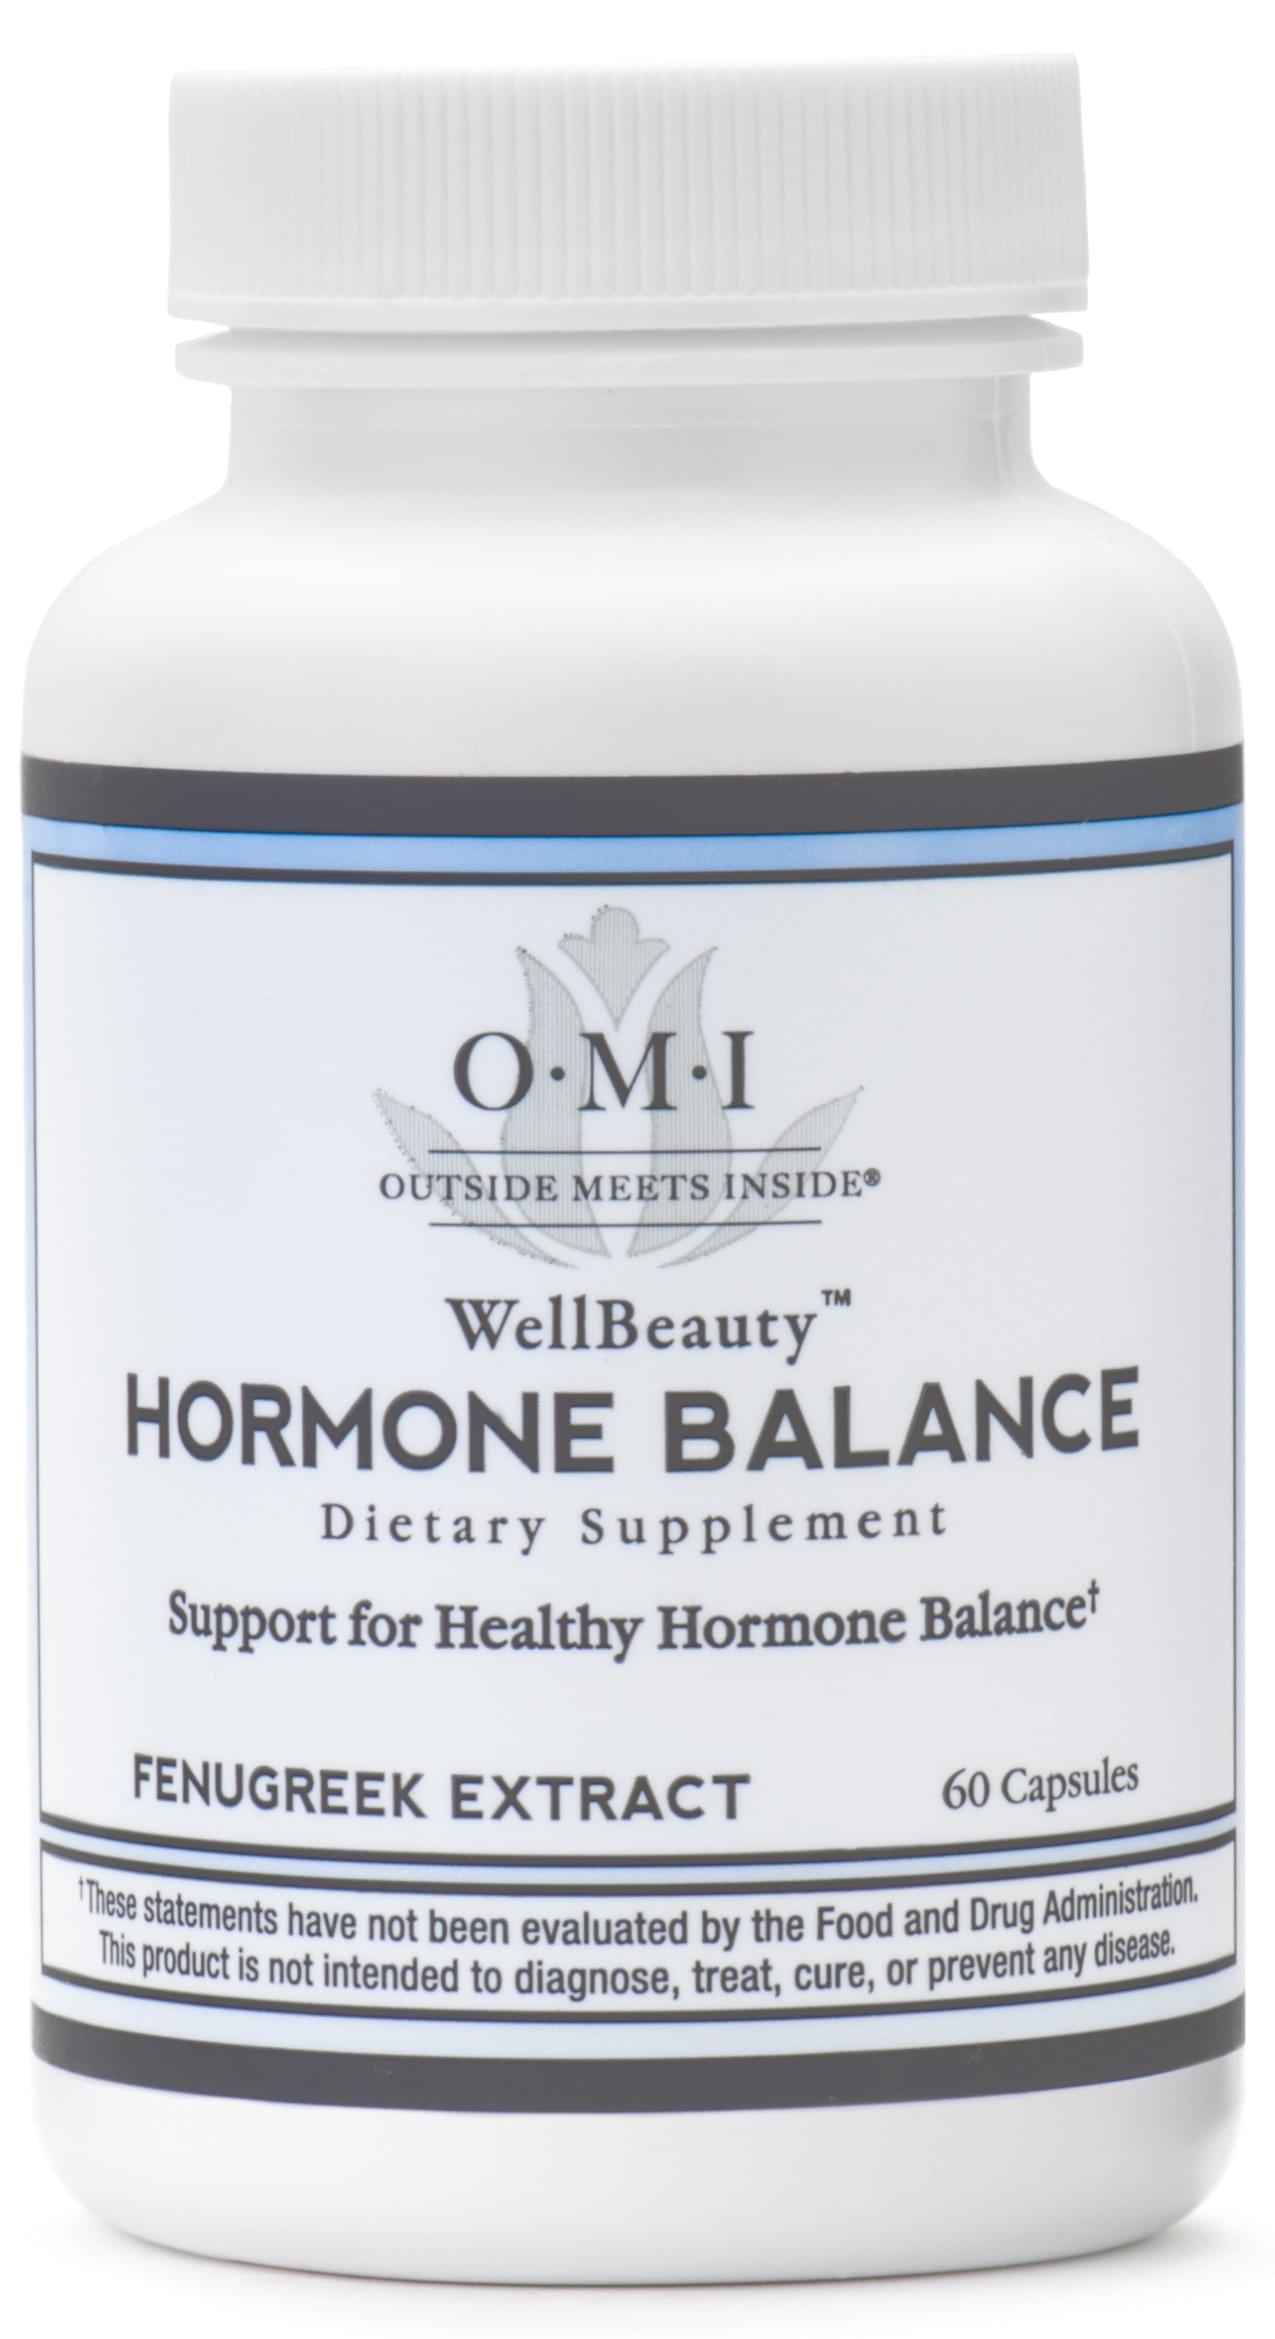 O·M·I
OUTSIDE MEETS INSIDE®
WellBeauty™
HORMONE BALANCE
Dietary Supplement
Support for Healthy Hormone Balance†
FENUGREEK EXTRACT 60 Capsules
†These statements have not been evaluated by the Food and Drug Administration.
This product is not intended to diagnose, treat, cure, or prevent any disease.